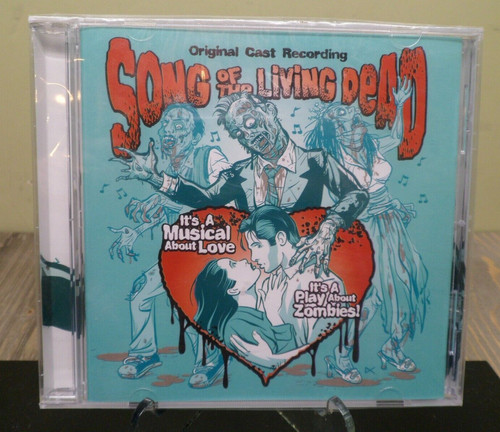 Original Cast Recording
SONG OF THE LiViNG DEAD
It's A
Musical
About Love
It's A
Play About
Zombies!